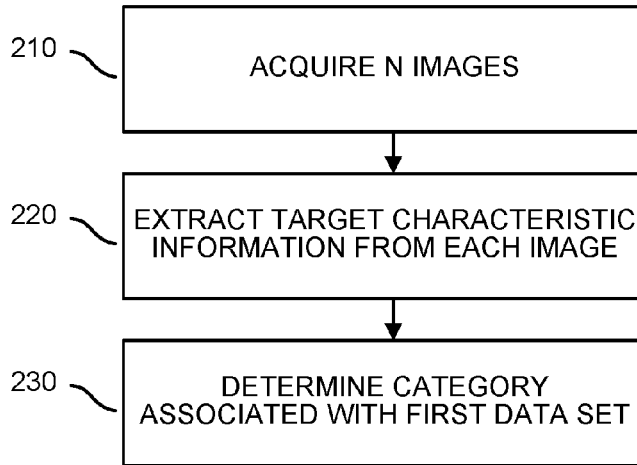 210
ACQUIRE N IMAGES
220
EXTRACT TARGET CHARACTERISTIC
INFORMATION FROM EACH IMAGE
230
DETERMINE CATEGORY
ASSOCIATED WITH FIRST DATA SET